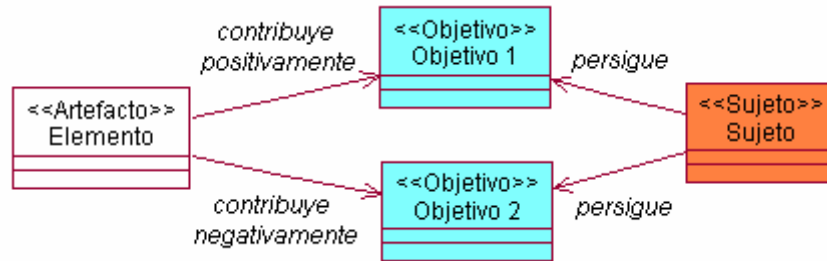 contribuye
positivamente
<<Objetivo>>
Objetivo 1
persigue
<<Artefacto>>
Elemento
<<Sujeto>>
Sujeto
contribuye
negativamente
<<Objetivo>>
Objetivo 2
persigue